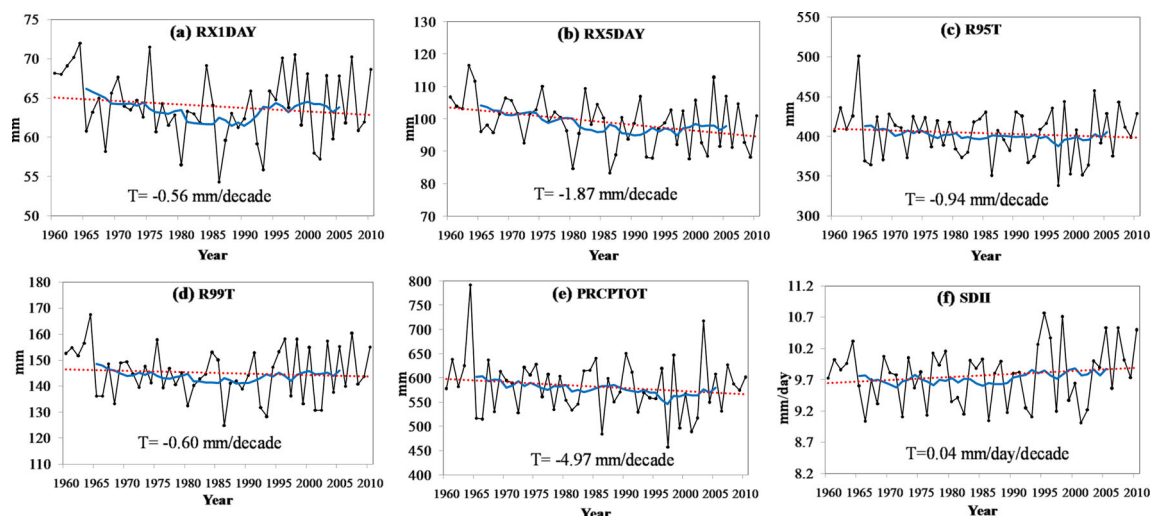 (a) RX1DAY
75
70
65
60
55
50
mm
T= -0.56 mm/decade
1960 1965 1970 1975 1980 1985 1990 1995 2000 2005 2010
Year
(b) RX5DAY
130
120
110
100
90
80
70
mm
T= -1.87 mm/decade
1960 1965 1970 1975 1980 1985 1990 1995 2000 2005 2010
Year
(c) R95T
550
500
450
400
350
300
mm
T= -0.94 mm/decade
1960 1965 1970 1975 1980 1985 1990 1995 2000 2005 2010
Year
(d) R99T
180
170
160
150
140
130
120
110
mm
T= -0.60 mm/decade
1960 1965 1970 1975 1980 1985 1990 1995 2000 2005 2010
Year
(e) PRCPTOT
800
750
700
650
600
550
500
450
400
mm
T= -4.97 mm/decade
1960 1965 1970 1975 1980 1985 1990 1995 2000 2005 2010
Year
(f) SDII
11.2
10.7
10.2
9.7
9.2
8.7
8.2
mm/day
T=0.04 mm/day/decade
1960 1965 1970 1975 1980 1985 1990 1995 2000 2005 2010
Year